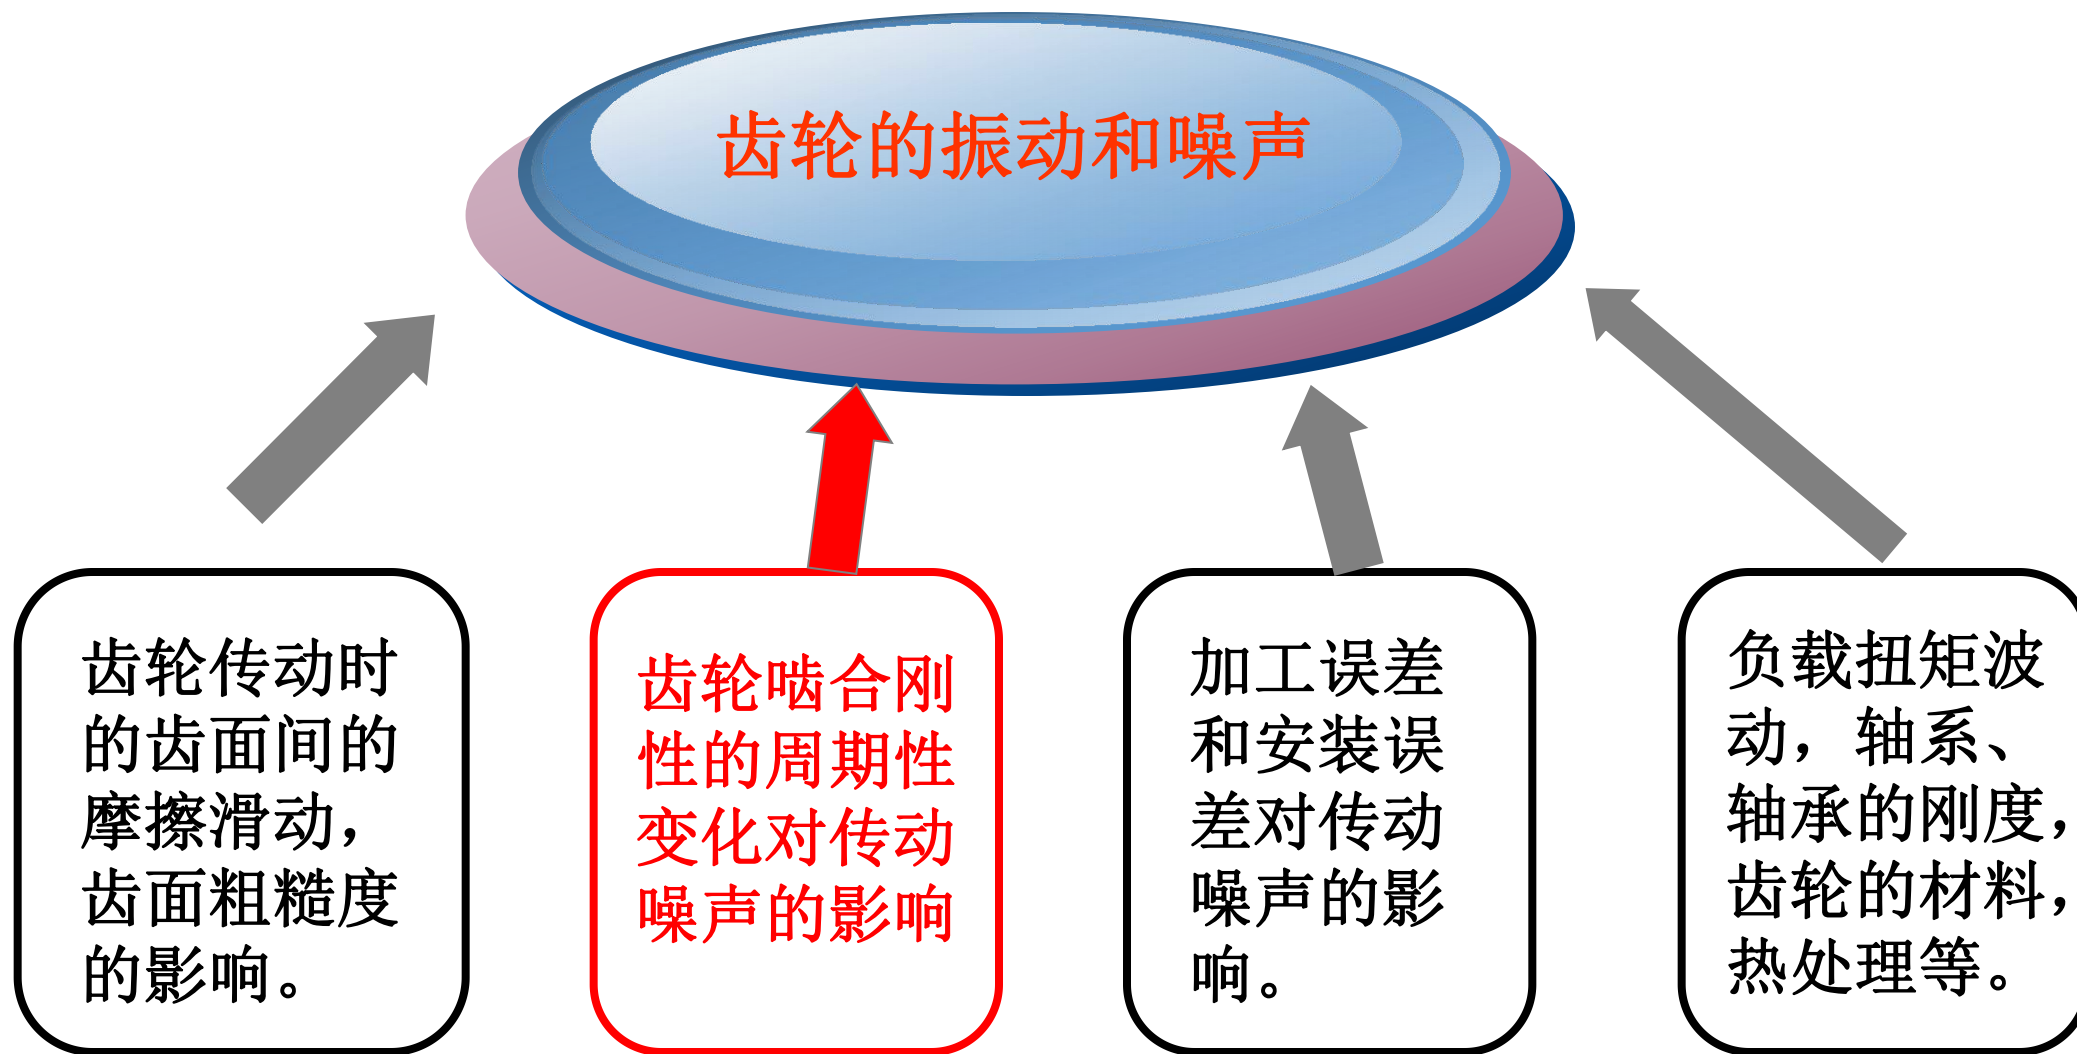 齿轮的振动和噪声
齿轮传动时
的齿面间的
摩擦滑动，
齿面粗糙度
的影响。
齿轮啮合刚
性的周期性
变化对传动
噪声的影响
加工误差
和安装误
差对传动
噪声的影
响。
负载扭矩波
动，轴系、
轴承的刚度，
齿轮的材料，
热处理等。